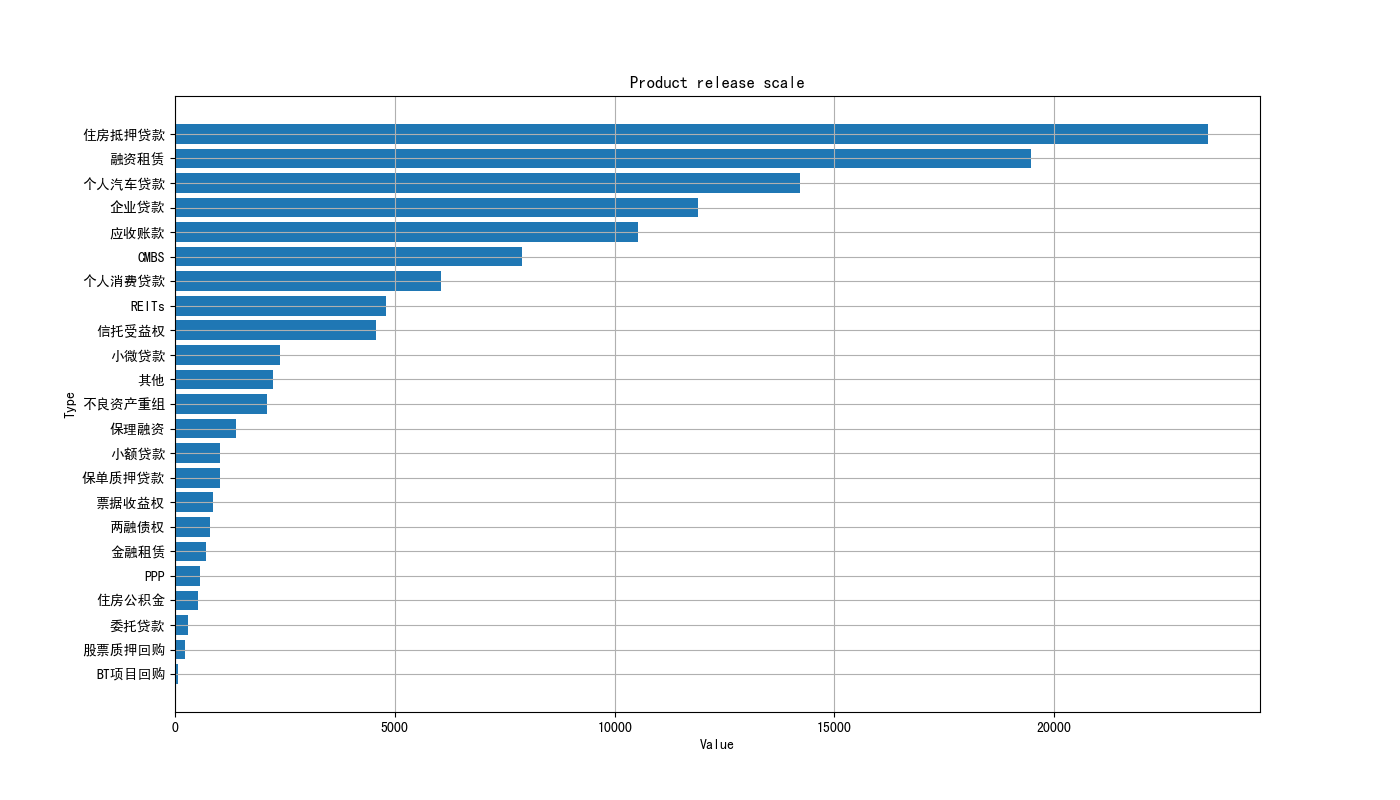 Product release scale
住房抵押贷款
融资租赁
个人汽车贷款
企业贷款
应收账款
CMBS
个人消费贷款
REITs
信托受益权
小微贷款
其他
不良资产重组
保理融资
小额贷款
保单质押贷款
票据收益权
两融债权
金融租赁
PPP
住房公积金
委托贷款
股票质押回购
BT项目回购
Type
0 5000 10000 15000 20000
Value